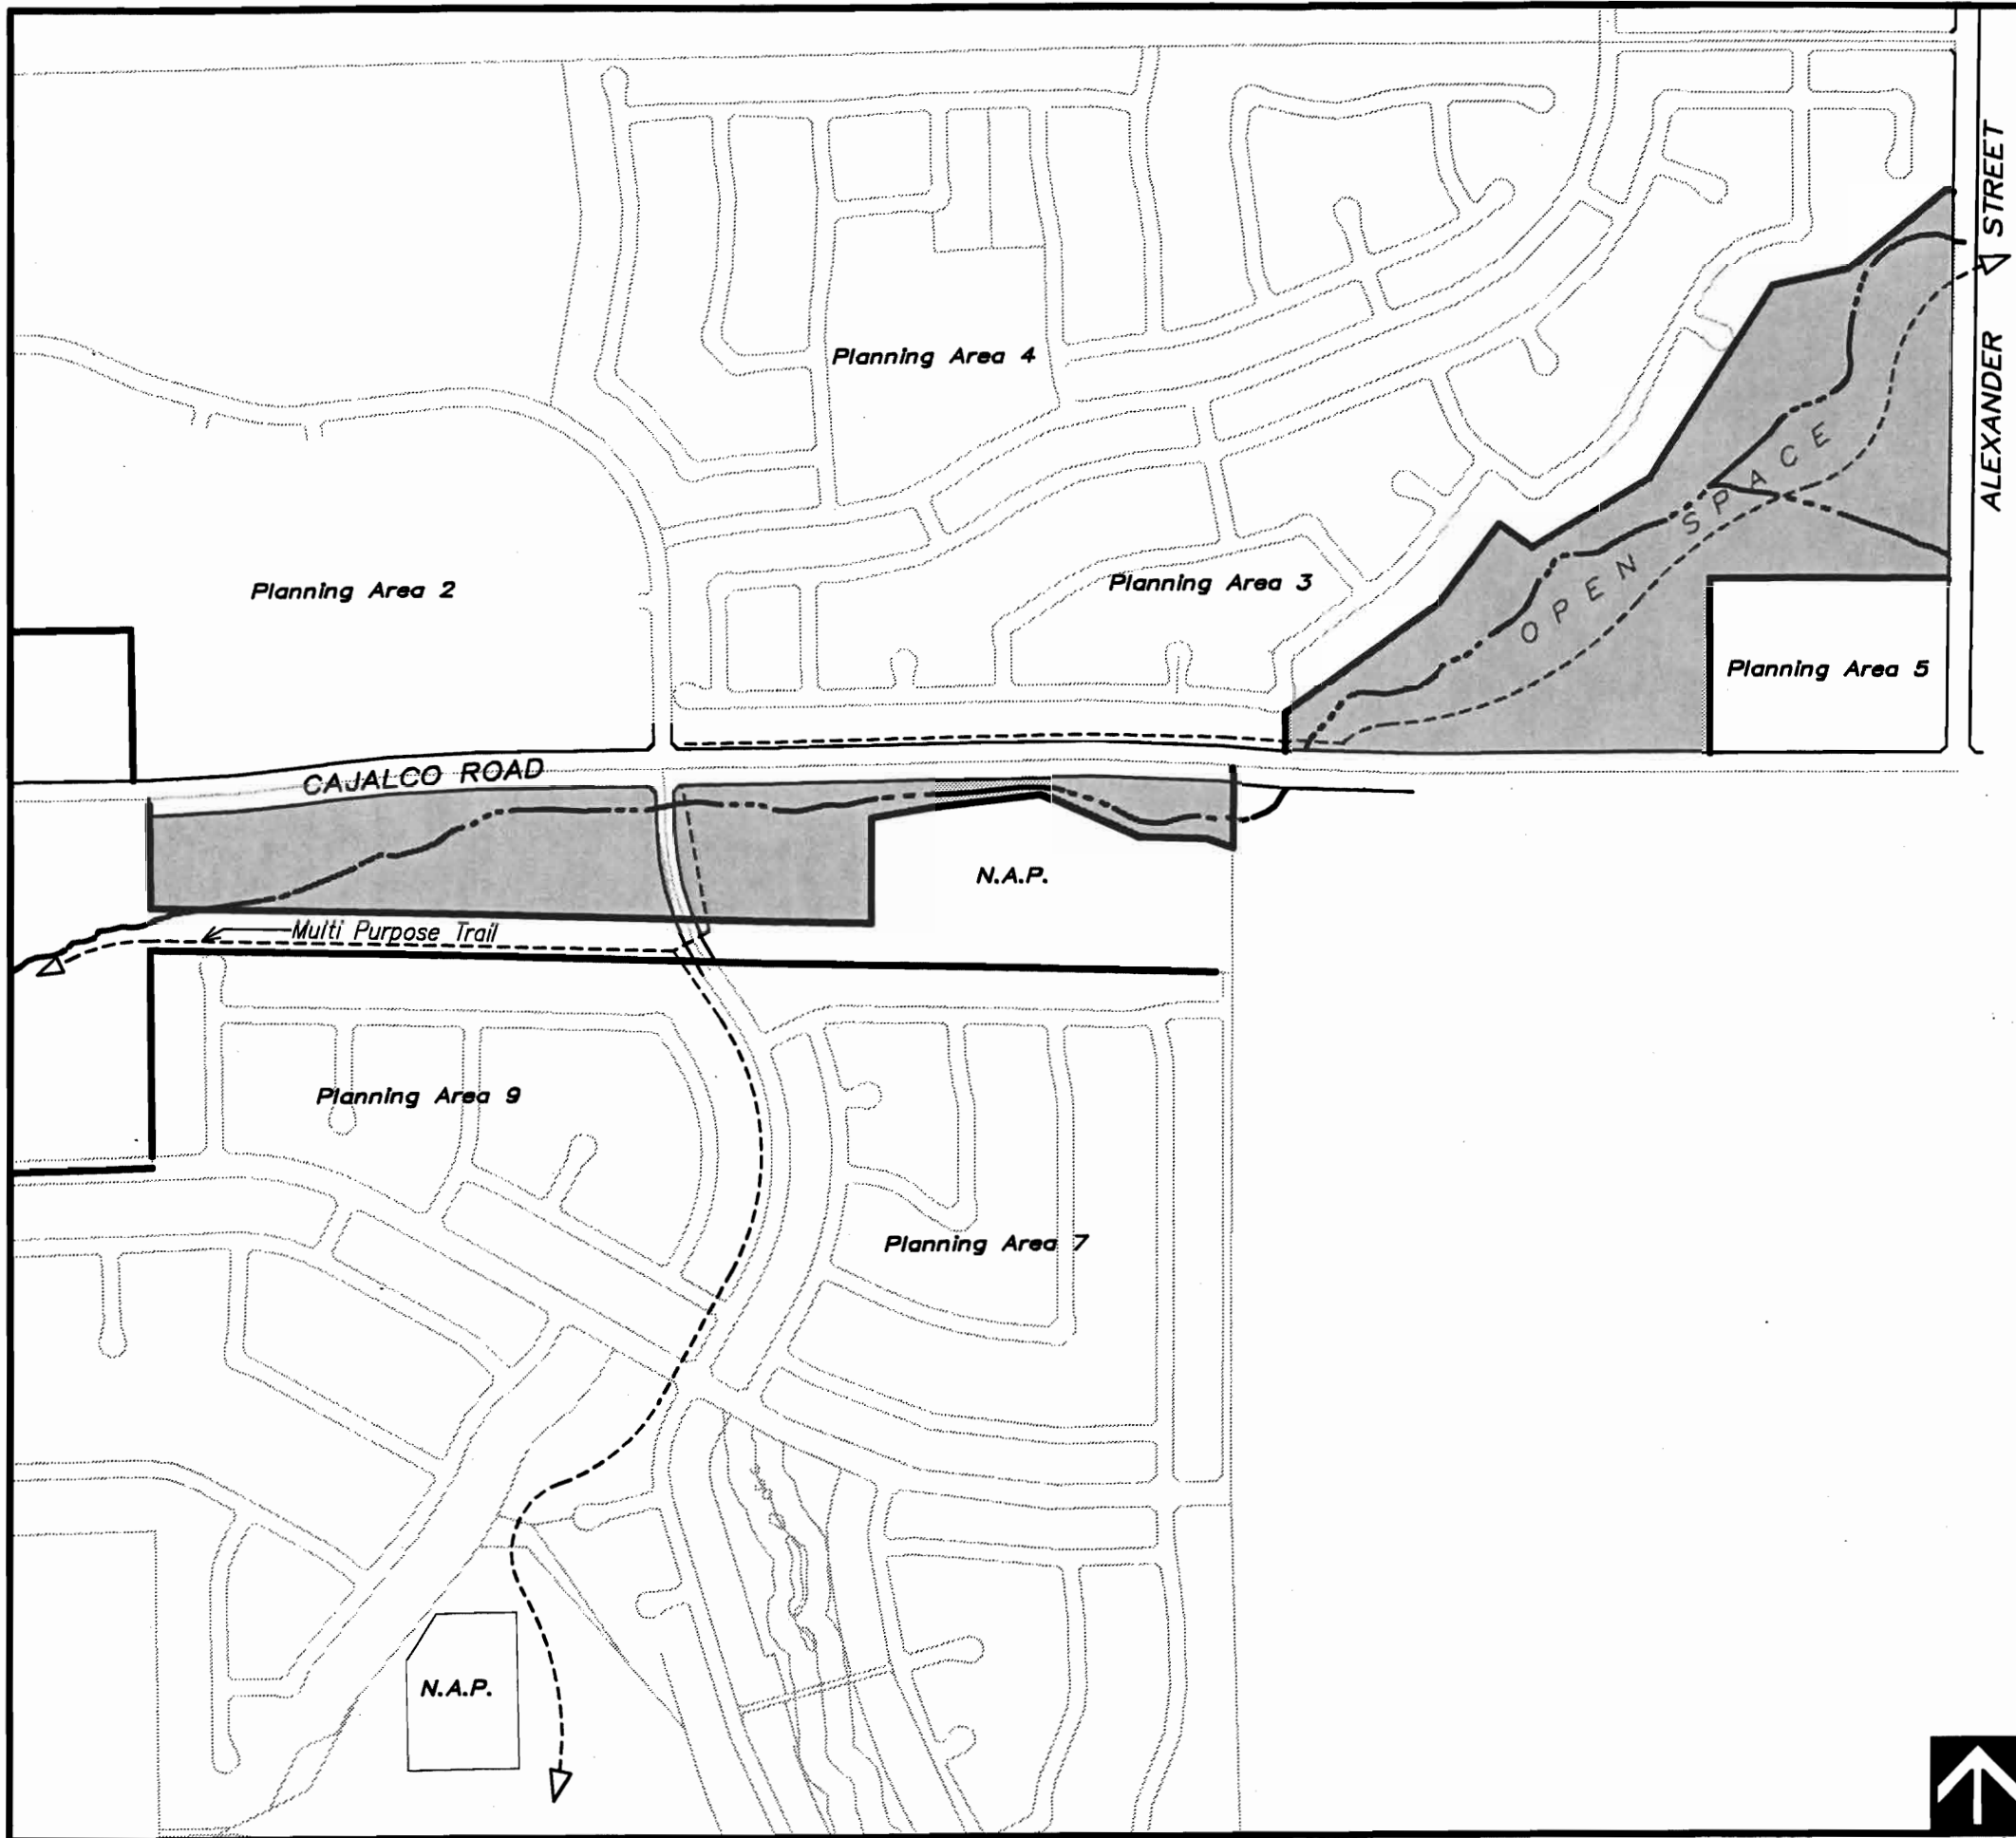 ALEXANDER STREET
Planning Area 4
OPEN SPACE
Planning Area 3
Planning Area 2
Planning Area 5
CAJALCO ROAD
N.A.P.
Multi Purpose Trail
Planning Area 9
Planning Area 7
N.A.P.